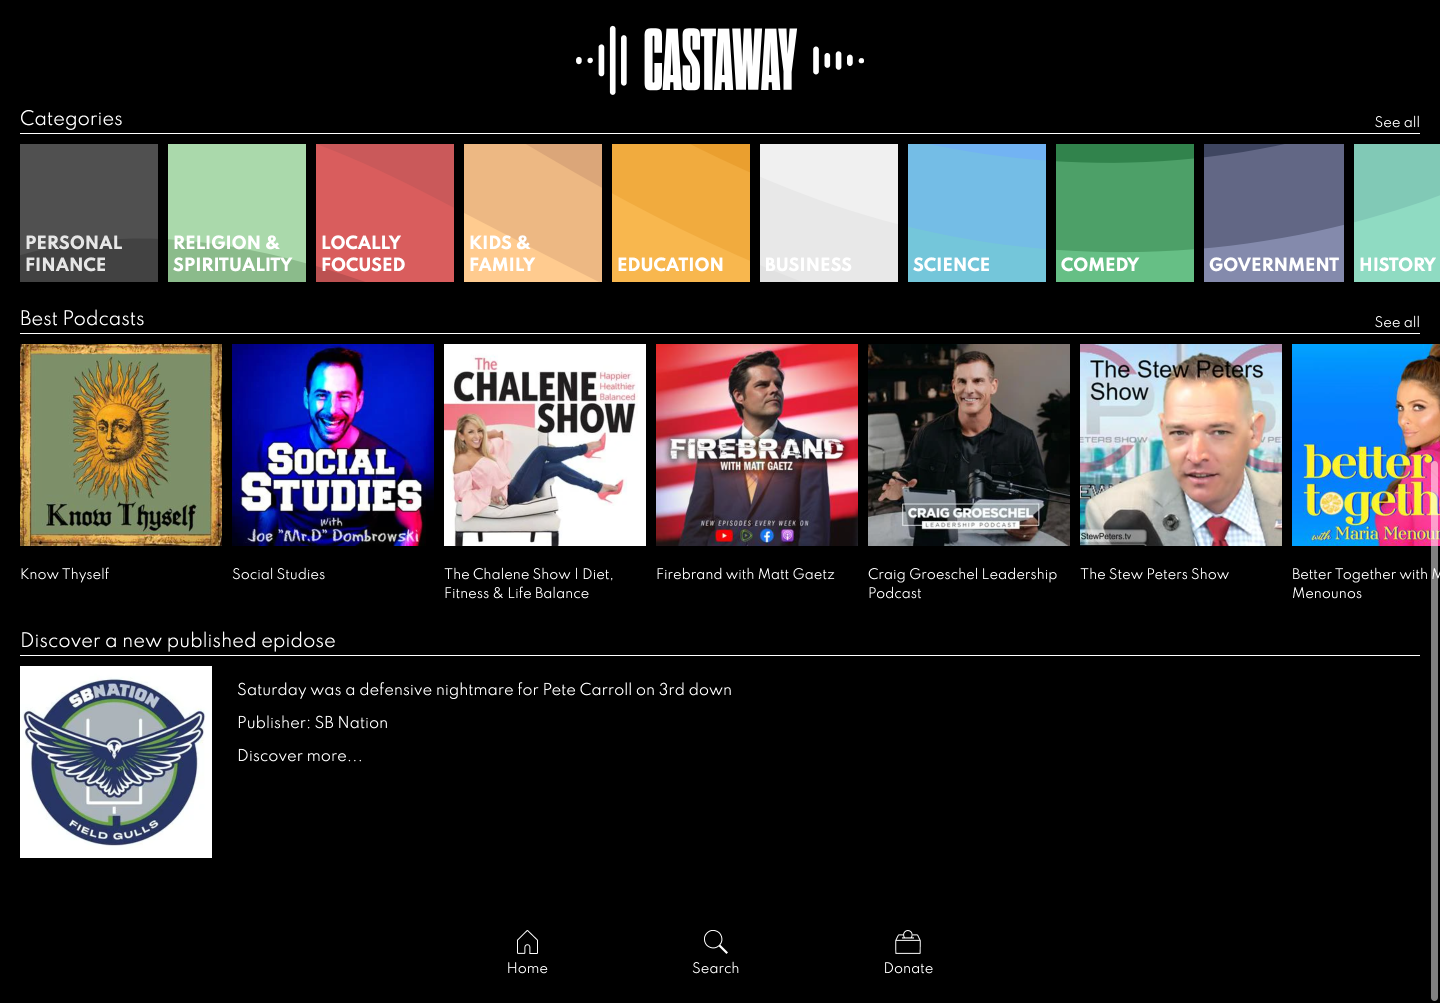 CASTAWAY
Categories
See all
PERSONAL
FINANCE
RELIGION &
SPIRITUALITY
LOCALLY
FOCUSED
KIDS &
FAMILY
EDUCATION
BUSINESS
SCIENCE
COMEDY
GOVERNMENT
HISTORY
Best Podcasts
See all
Know Thyself
SOCIAL
STUDIES
With
Joe "Mr.D" Dombrowski
The
CHALENE
SHOW
Happier
Healthier
Balanced
FIREBRAND
WITH MATT GAETZ
NEW EPISODES EVERY WEEK ON
CRAIG GROESCHEL
LEADERSHIP PODCAST
The Stew Peters
Show
ETERS SHOW
StewPeters.tv
better
togeth
with Maria Menour
Know Thyself
Social Studies
The Chalene Show | Diet,
Fitness & Life Balance
Firebrand with Matt Gaetz
Craig Groeschel Leadership
Podcast
The Stew Peters Show
Better Together with M
Menounos
Discover a new published epidose
SBNATION
FIELD GULLS
Saturday was a defensive nightmare for Pete Carroll on 3rd down
Publisher: SB Nation
Discover more...
Home
Search
Donate